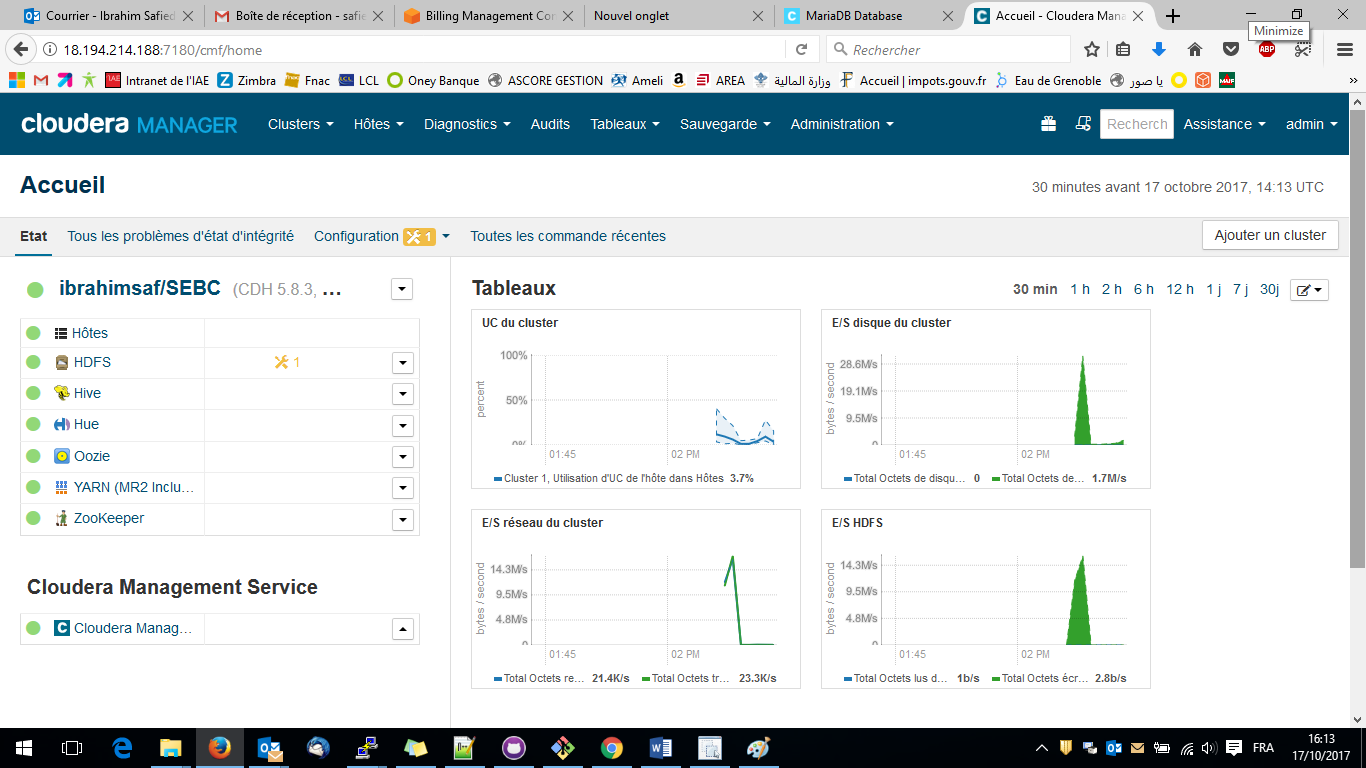 Courrier - Ibrahim Safied
Boîte de réception - safie
Billing Management Con
Nouvel onglet
MariaDB Database
Accueil - Cloudera Mana
Minimize
18.194.214.188:7180/cmf/home
Rechercher
ABP
Intranet de l'IAE
Zimbra
Fnac
LCL
Oney Banque
ASCORE GESTION
Ameli
AREA
وزارة المالية
Accueil | impots.gouv.fr
Eau de Grenoble
يا صور
MAIF
»
cloudera MANAGER
Clusters
Hôtes
Diagnostics
Audits
Tableaux
Sauvegarde
Administration
Recherch
Assistance
admin
Accueil
30 minutes avant 17 octobre 2017, 14:13 UTC
Etat
Tous les problèmes d'état d'intégrité
Configuration 1
Toutes les commande récentes
Ajouter un cluster
ibrahimsaf/SEBC (CDH 5.8.3, ...
Hôtes
HDFS 1
Hive
Hue
Oozie
YARN (MR2 Inclu...
ZooKeeper
Cloudera Management Service
Cloudera Manag...
Tableaux
30 min 1 h 2 h 6 h 12 h 1 j 7 j 30j
UC du cluster
percent
100%
50%
0%
01:45 02 PM
Cluster 1, Utilisation d'UC de l'hôte dans Hôtes 3.7%
E/S disque du cluster
bytes / second
28.6M/s
19.1M/s
9.5M/s
0
01:45 02 PM
Total Octets de disqu... 0 Total Octets de... 1.7M/s
E/S réseau du cluster
bytes / second
14.3M/s
9.5M/s
4.8M/s
0
01:45 02 PM
Total Octets re... 21.4K/s Total Octets tr... 23.3K/s
E/S HDFS
bytes / second
14.3M/s
9.5M/s
4.8M/s
0
01:45 02 PM
Total Octets lus d... 1b/s Total Octets écr... 2.8b/s
FRA
16:13
17/10/2017